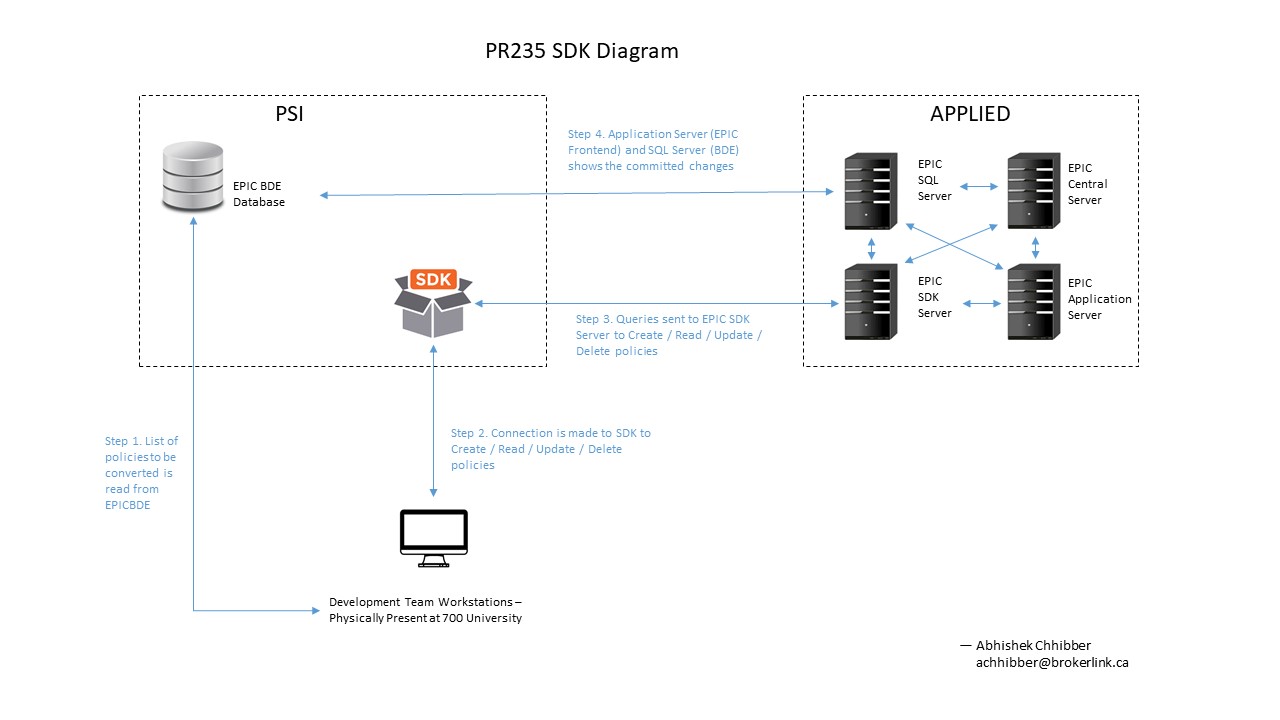 PR235 SDK Diagram
PSI
APPLIED
Step 4. Application Server (EPIC
Frontend) and SQL Server (BDE)
shows the committed changes
EPIC BDE
Database
EPIC
SQL
Server
EPIC
Central
Server
SDK
EPIC
SDK
Server
EPIC
Application
Server
Step 3. Queries sent to EPIC SDK
Server to Create / Read / Update /
Delete policies
Step 1. List of
policies to be
converted is
read from
EPICBDE
Step 2. Connection is made to SDK to
Create / Read / Update / Delete
policies
Development Team Workstations –
Physically Present at 700 University
— Abhishek Chhibber
achhibber@brokerlink.ca